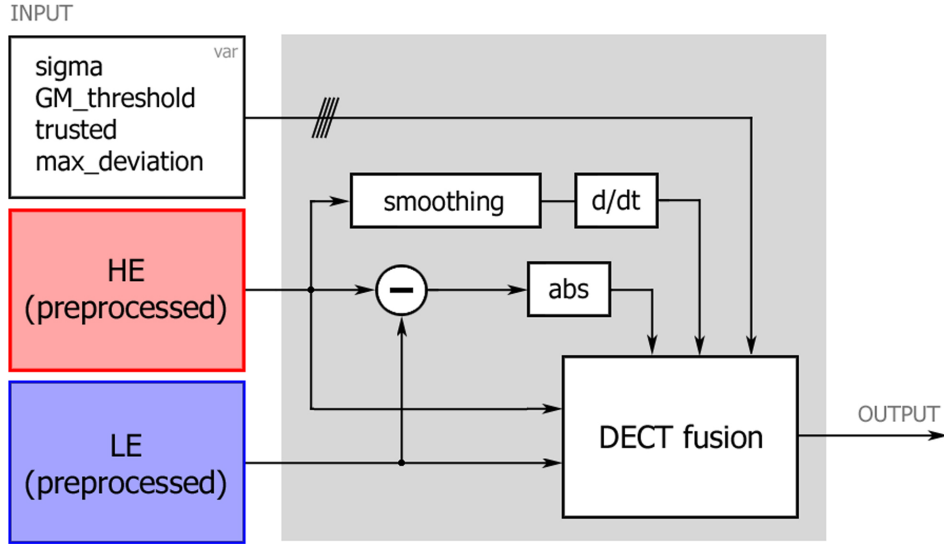 INPUT
var
sigma
GM_threshold
trusted
max_deviation
smoothing
d/dt
HE
(preprocessed)
−
abs
LE
(preprocessed)
DECT fusion
OUTPUT